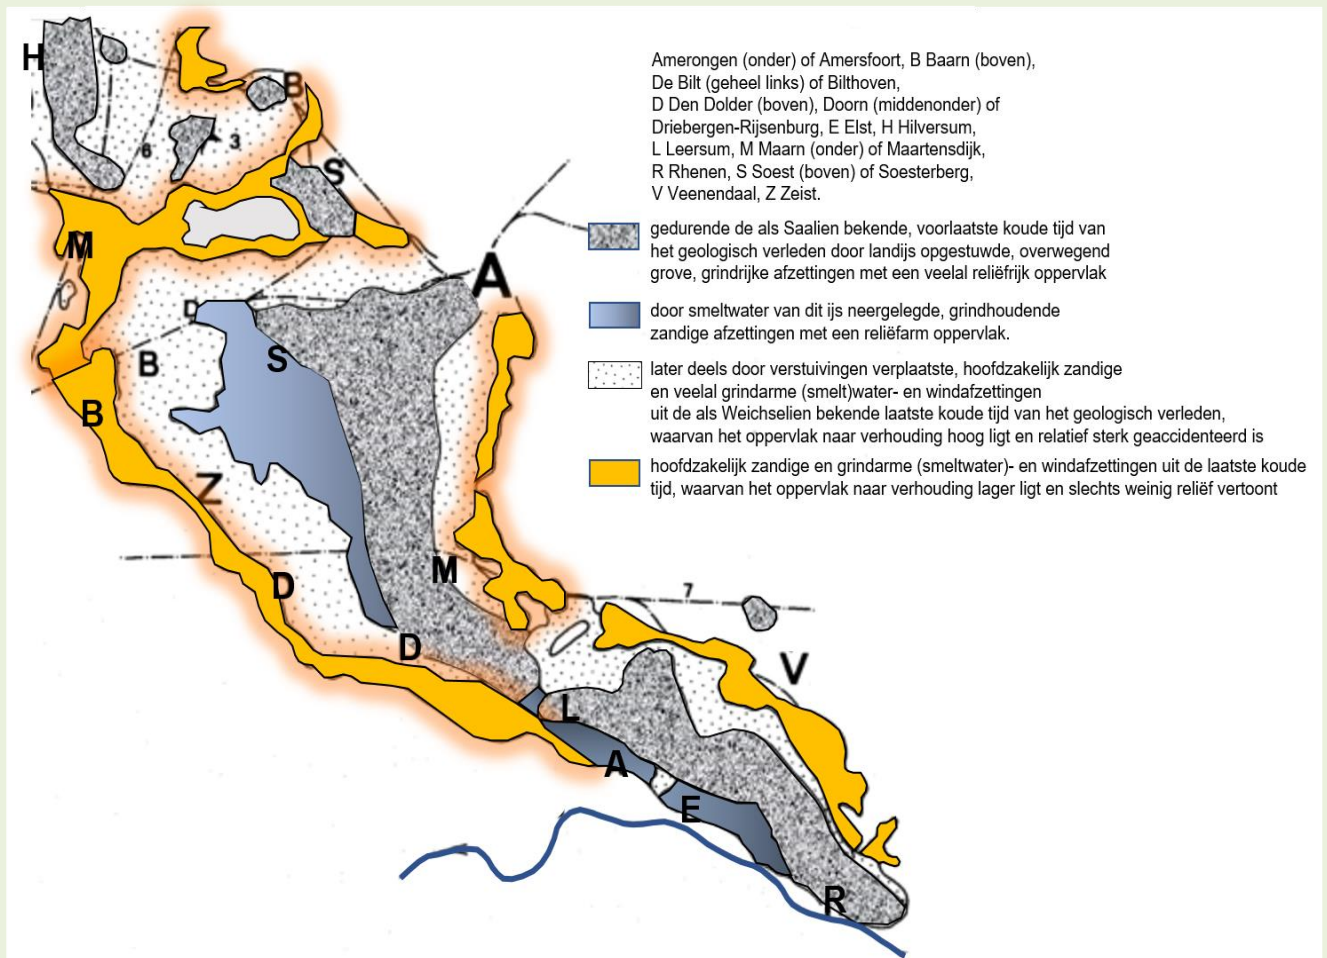 Amerongen (onder) of Amersfoort, B Baarn (boven),
De Bilt (geheel links) of Bilthoven,
D Den Dolder (boven), Doorn (middenonder) of
Driebergen-Rijsenburg, E Elst, H Hilversum,
L Leersum, M Maarn (onder) of Maartensdijk,
R Rhenen, S Soest (boven) of Soesterberg,
V Veenendaal, Z Zeist.
gedurende de als Saalien bekende, voorlaatste koude tijd van
het geologisch verleden door landijs opgestuwde, overwegend
grove, grindrijke afzettingen met een veelal reliëfrijk oppervlak
door smeltwater van dit ijs neergelegde, grindhoudende
zandige afzettingen met een reliëfarm oppervlak.
later deels door verstuivingen verplaatste, hoofdzakelijk zandige
en veelal grindarme (smelt)water- en windafzettingen
uit de als Weichselien bekende laatste koude tijd van het geologisch verleden,
waarvan het oppervlak naar verhouding hoog ligt en relatief sterk geaccidenteerd is
hoofdzakelijk zandige en grindarme (smeltwater)- en windafzettingen uit de laatste koude
tijd, waarvan het oppervlak naar verhouding lager ligt en slechts weinig reliëf vertoont
H
B
6
3
S
M
A
D
B
S
B
Z
M
D
7
D
V
L
A
E
R